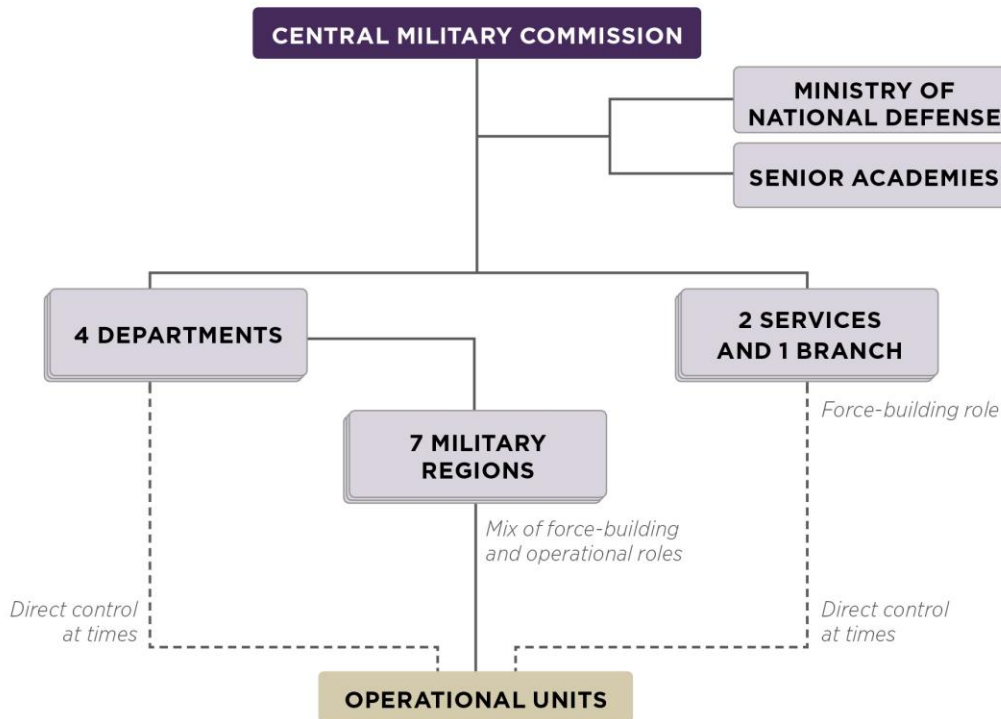 CENTRAL MILITARY COMMISSION
MINISTRY OF
NATIONAL DEFENSE
SENIOR ACADEMIES
4 DEPARTMENTS
2 SERVICES
AND 1 BRANCH
Force-building role
7 MILITARY
REGIONS
Mix of force-building
and operational roles
Direct control
at times
Direct control
at times
OPERATIONAL UNITS